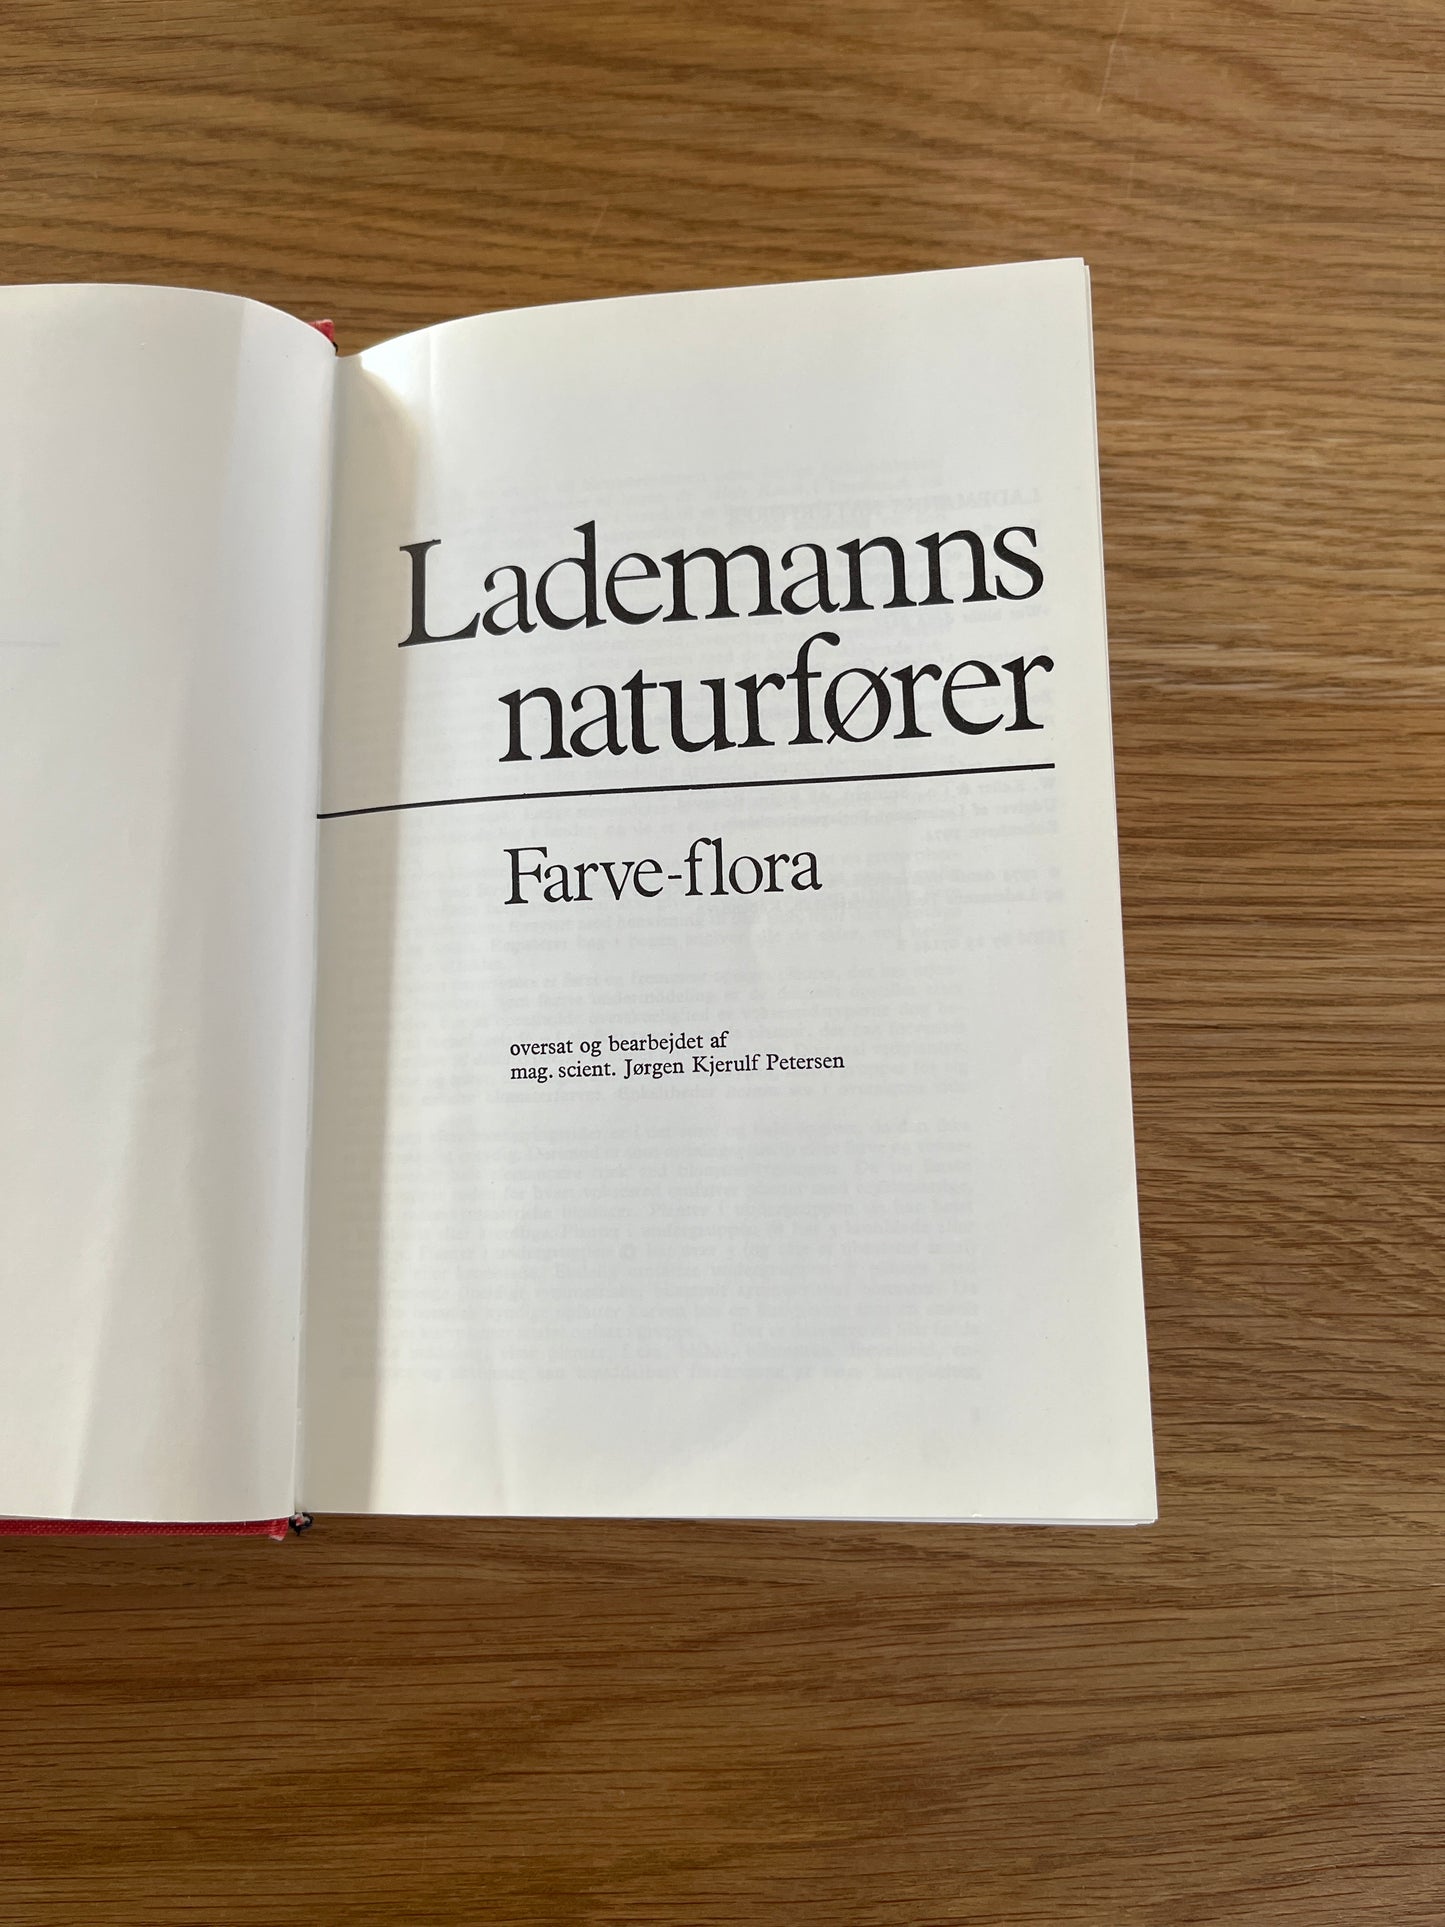 Lademanns
naturfører
Farve-flora
oversat og bearbejdet af
mag. scient. Jørgen Kjerulf Petersen